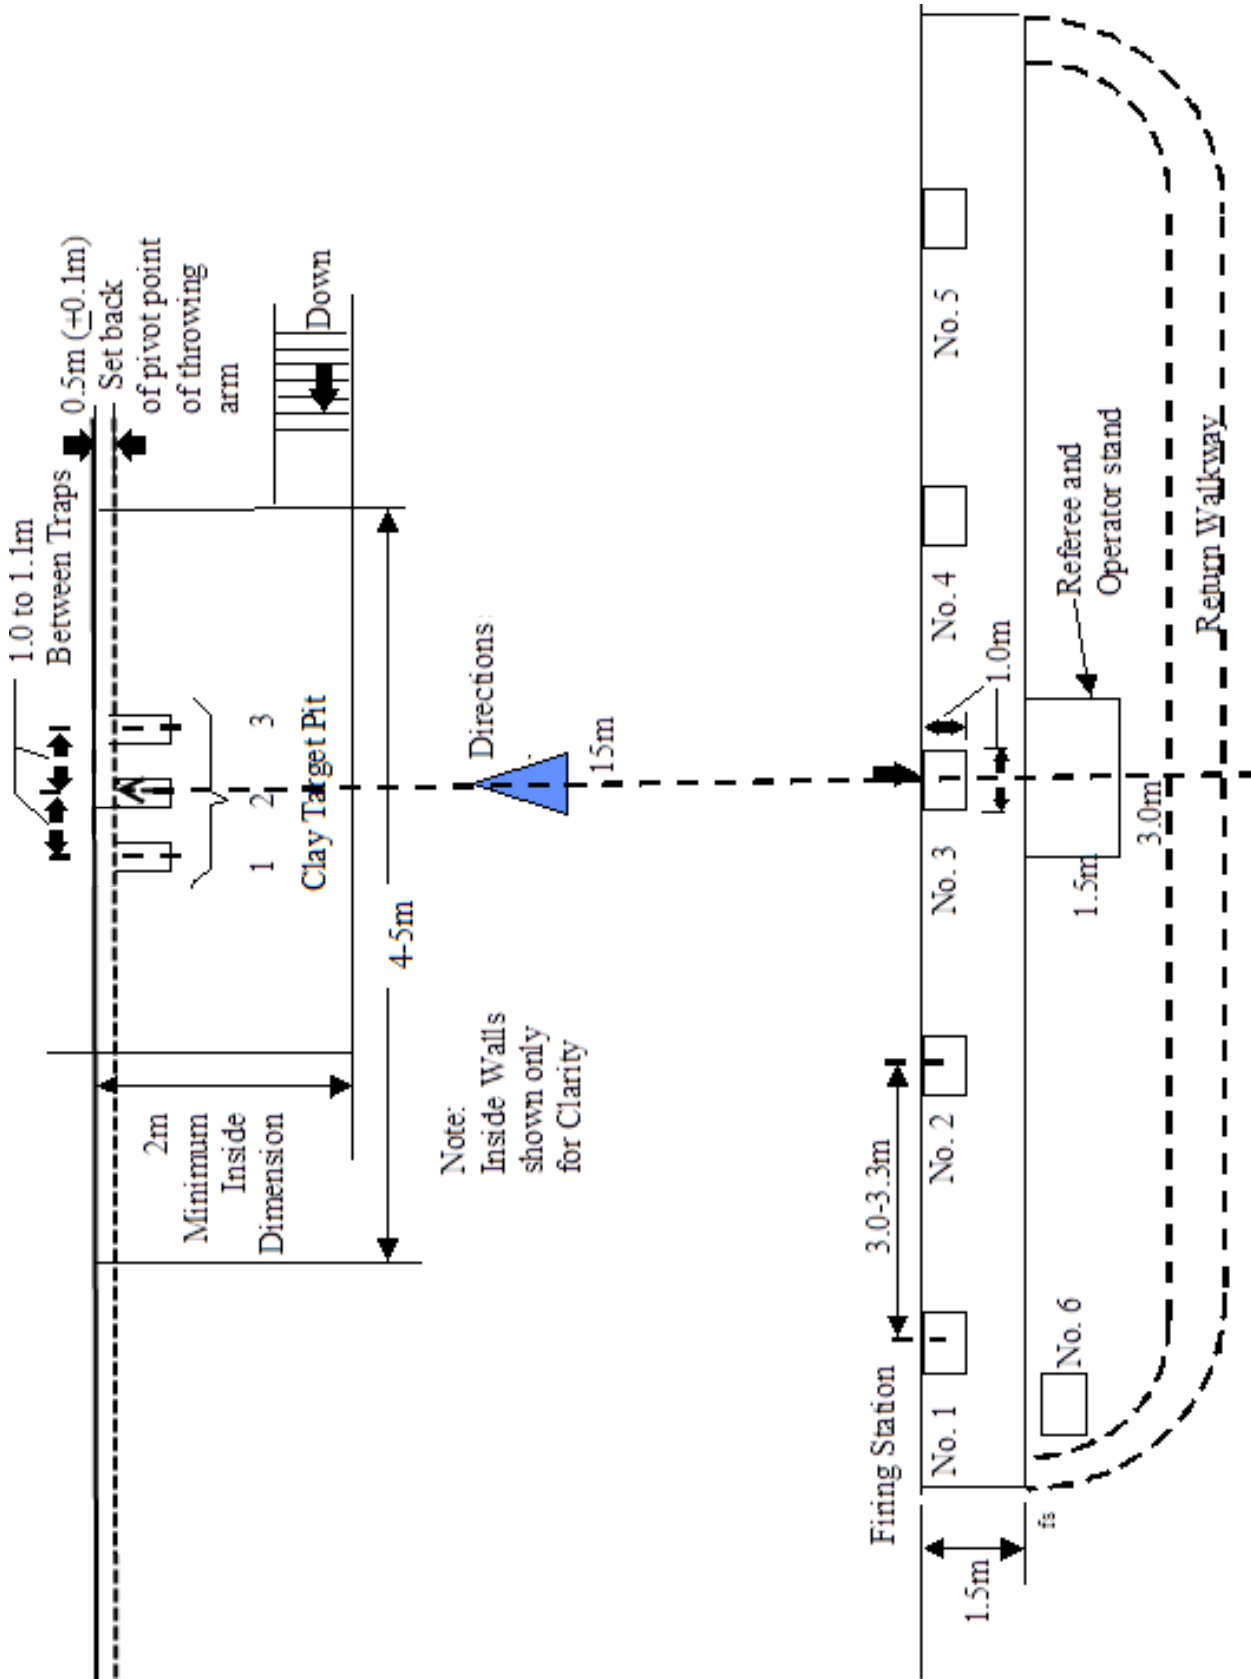 1.0 to 1.1m
Between Traps
0.5m (±0.1m)
Set back
of pivot point
of throwing
arm
Down
1
2
3
Clay Target Pit
2m
Minimum
Inside
Dimension
4-5m
Note:
Inside Walls
shown only
for Clarity
Directions
15m
Firing Station
3.0-3.3m
No. 1
No. 2
No. 3
No. 4
No. 5
1.0m
1.5m
fs
No. 6
1.5m
3.0m
Referee and
Operator stand
Return Walkway